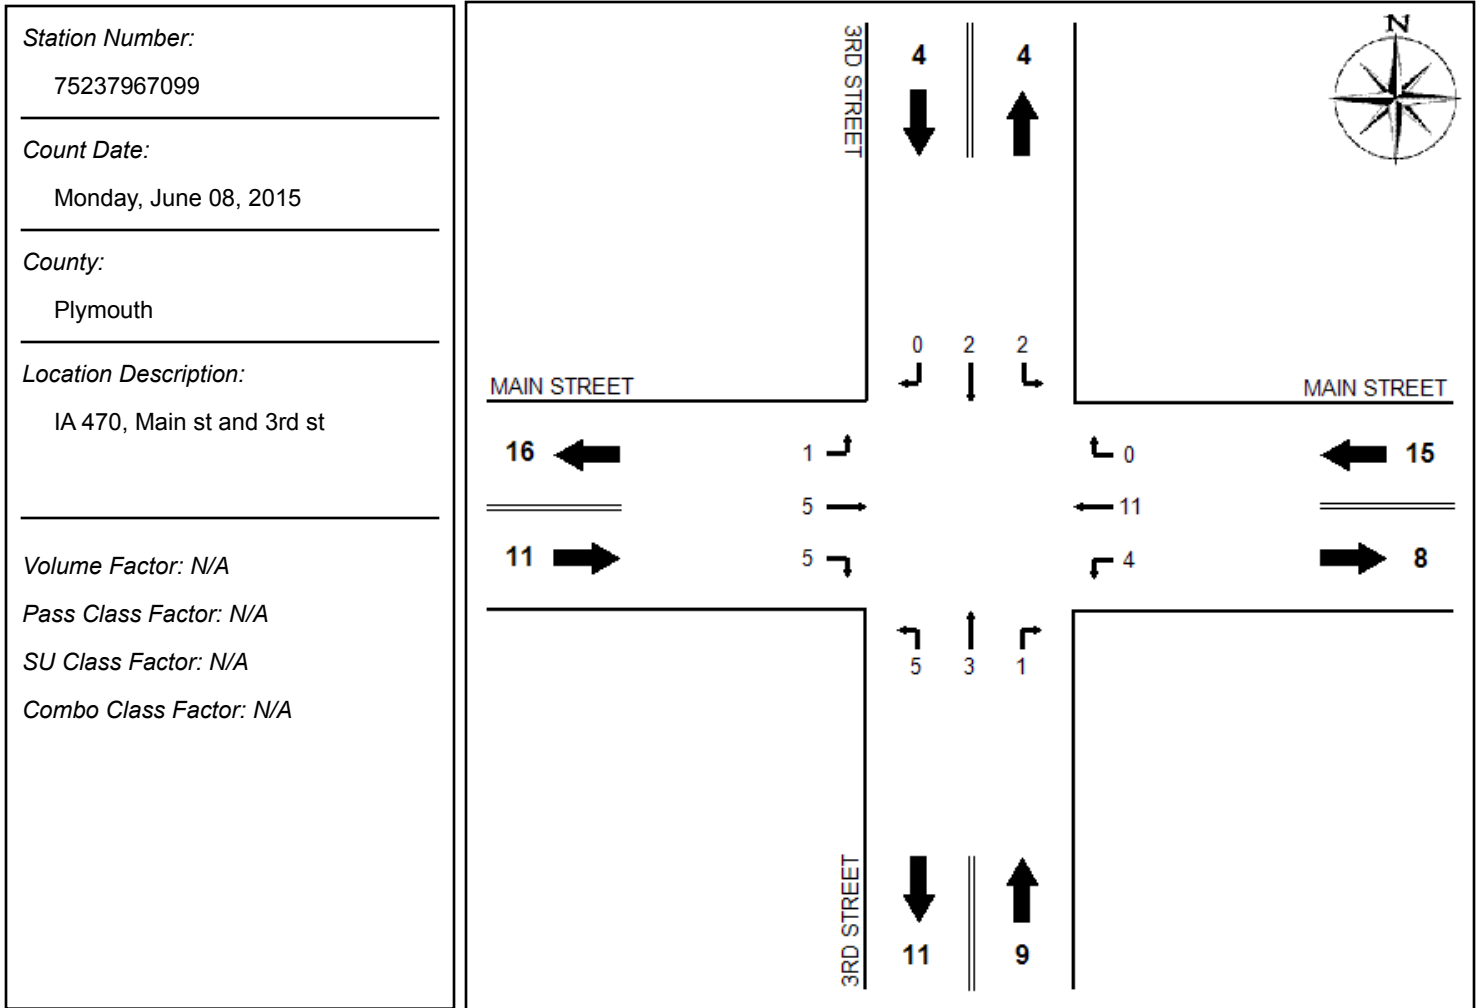 Station Number:
75237967099
Count Date:
Monday, June 08, 2015
County:
Plymouth
Location Description:
IA 470, Main st and 3rd st
Volume Factor: N/A
Pass Class Factor: N/A
SU Class Factor: N/A
Combo Class Factor: N/A
N
3RD STREET
4 4
0 2 2
MAIN STREET
MAIN STREET
16 1 0 15
5 11
11 5 4 8
5 3 1
3RD STREET
11 9